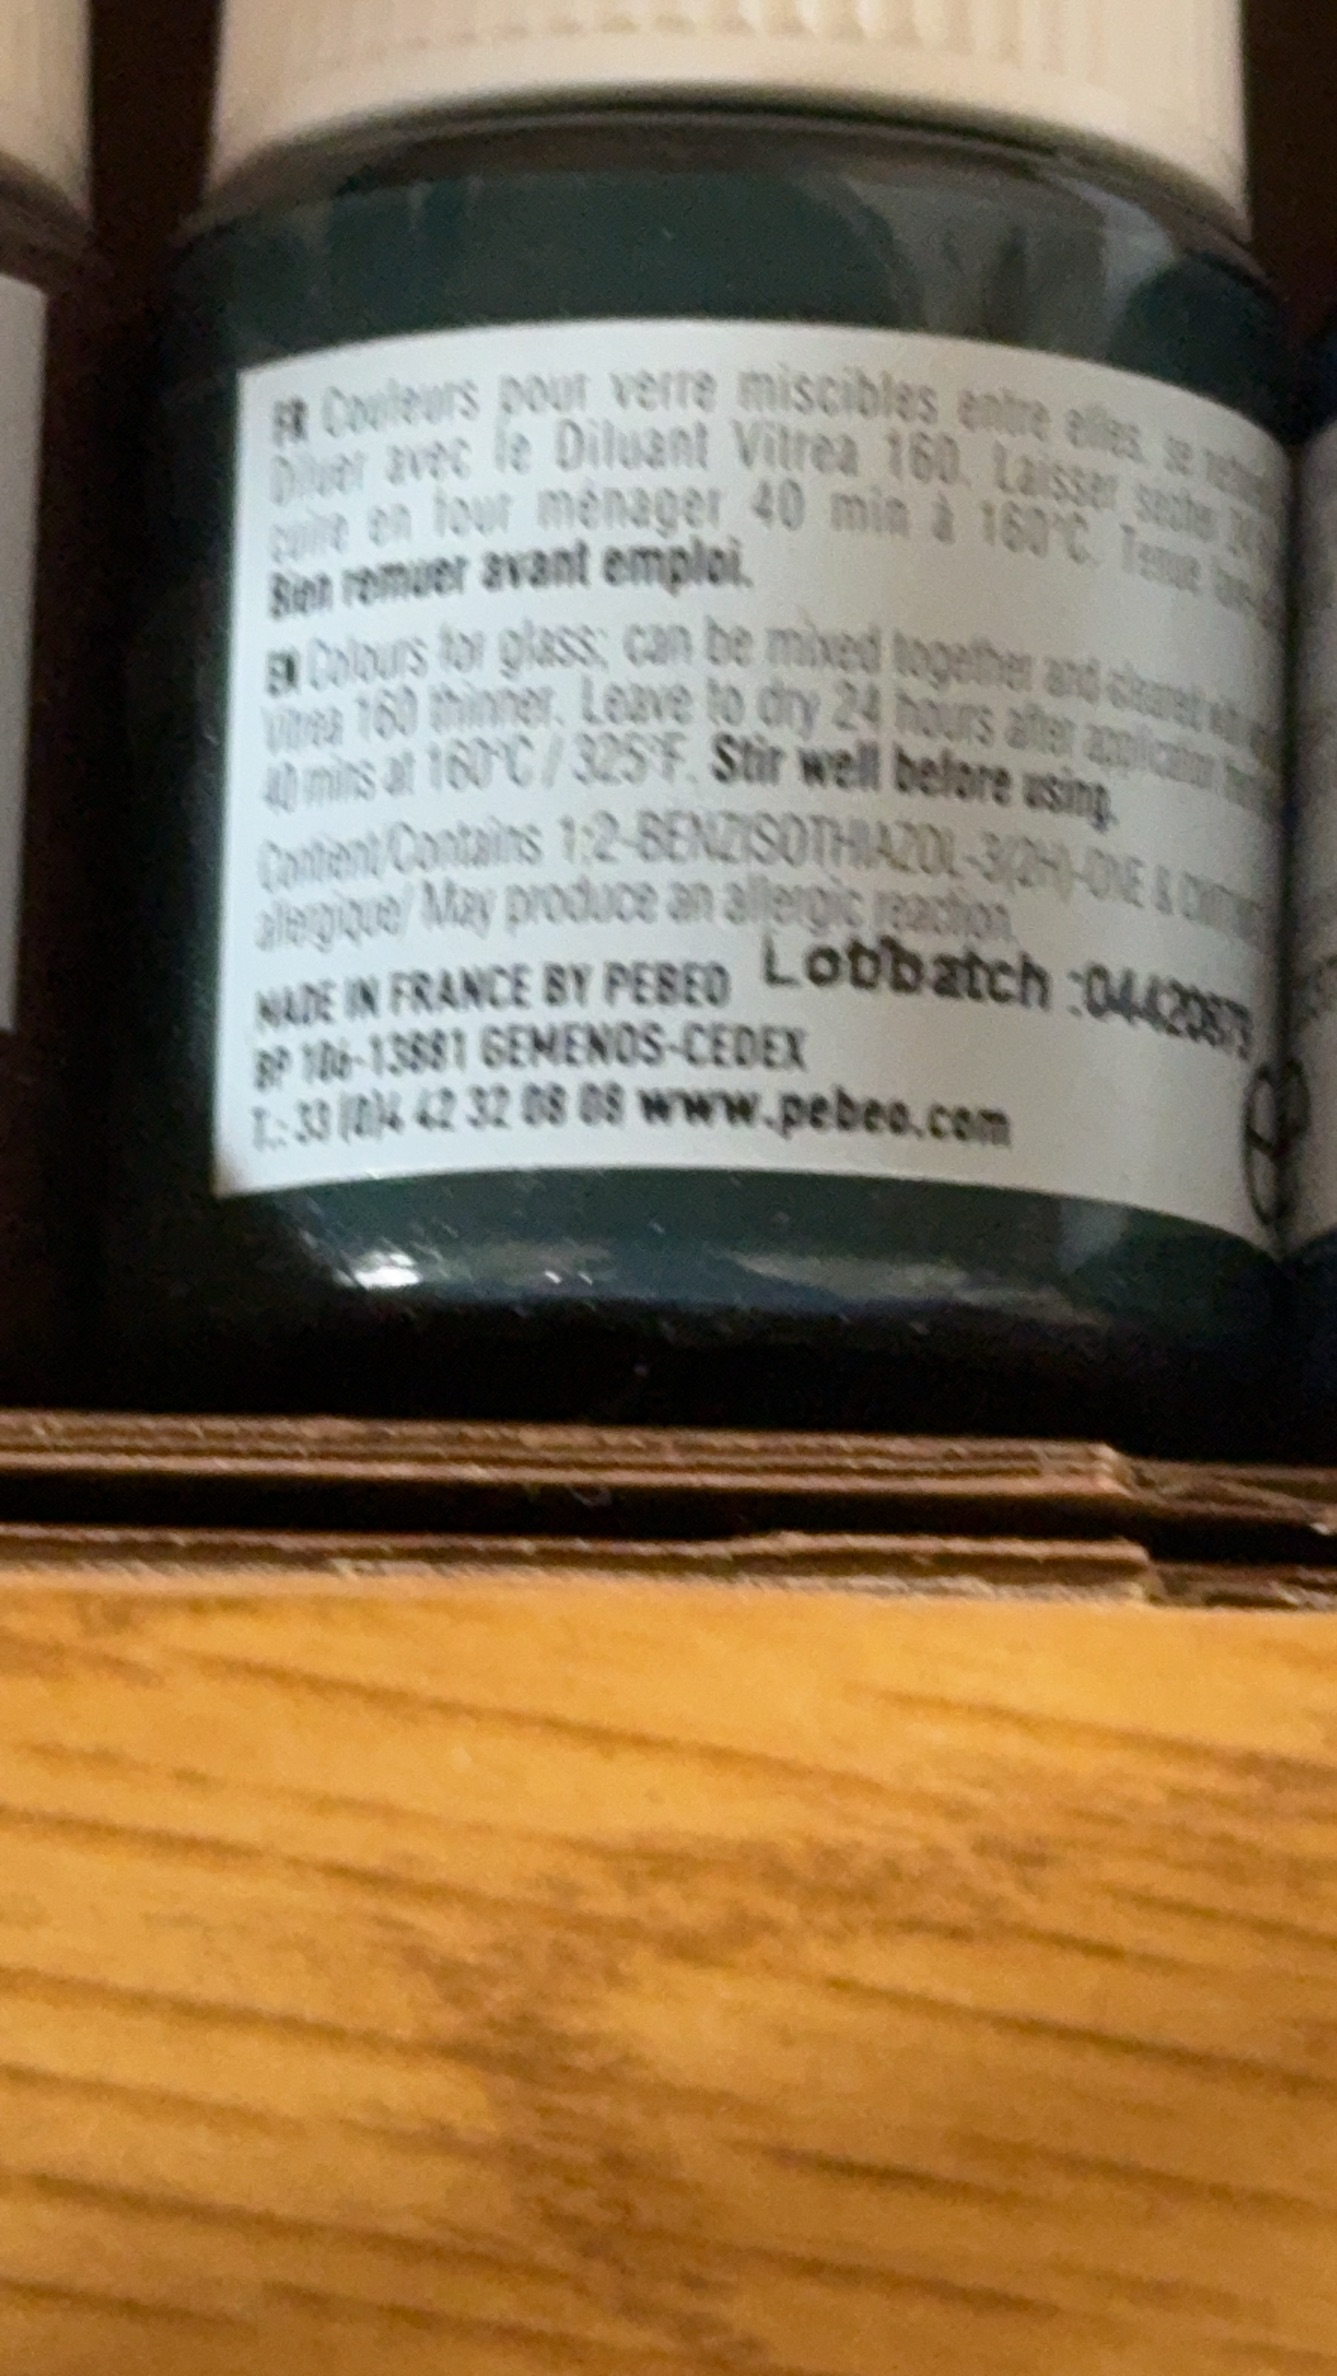 FR Couleurs pour verre miscibles entre elles, se
Diluer avec le Diluant Vitrea 160. Laisser sécher 24
cuire en four ménager 40 min à 160°C. Tenue
Bien remuer avant emploi.
EN Colours for glass; can be mixed together and cleaned
Vitrea 160 thinner. Leave to dry 24 hours after application
40 mins at 160°C / 325°F. Stir well before using.
Contient/Contains 1,2-BENZISOTHIAZOL-3(2H)-ONE &
allergique/ May produce an allergic reaction.
MADE IN FRANCE BY PEBEO Lot/batch :
BP 106-13881 GEMENOS-CEDEX
T.: 33 (0)4 42 32 08 08 www.pebeo.com